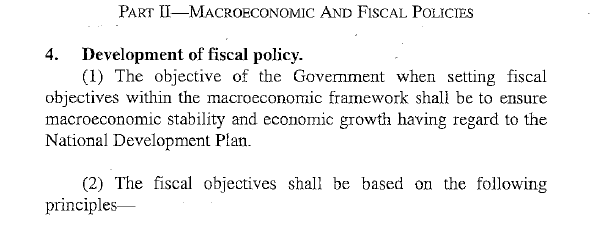 PART II—MACROECONOMIC AND FISCAL POLICIES
4. Development of fiscal policy.
(1) The objective of the Government when setting fiscal
objectives within the macroeconomic framework shall be to ensure
macroeconomic stability and economic growth having regard to the
National Development Plan.
(2) The fiscal objectives shall be based on the following
principles—